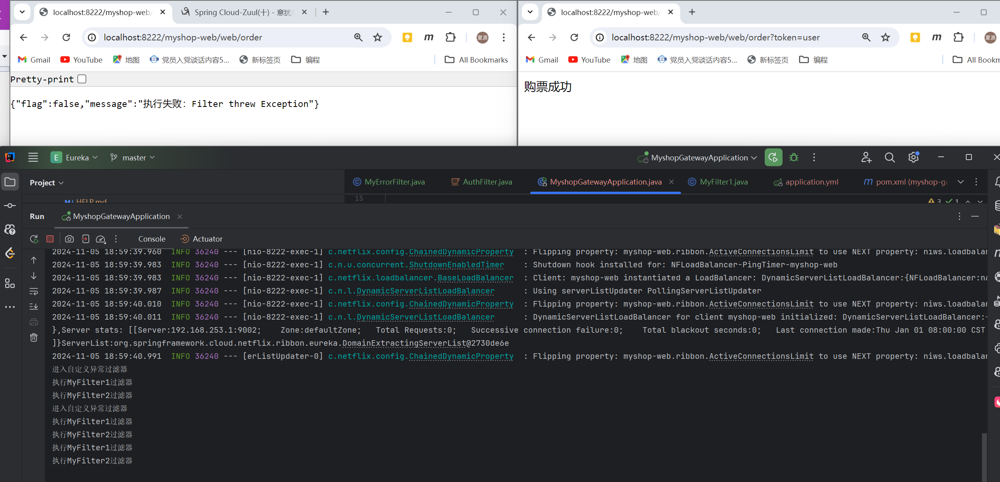 localhost:8222/myshop-web/
Spring Cloud-Zuul(十) - 意犹
localhost:8222/myshop-web/web/order
夏源
Gmail
YouTube
地图
党员入党谈话内容5...
新标签页
编程
All Bookmarks
Pretty-print
{"flag":false,"message":"执行失败：Filter threw Exception"}
localhost:8222/myshop-web/
localhost:8222/myshop-web/web/order?token=user
夏源
Gmail
YouTube
地图
党员入党谈话内容5...
新标签页
编程
All Bookm
购票成功
E Eureka
master
MyshopGatewayApplication
Project
MyErrorFilter.java
AuthFilter.java
MyshopGatewayApplication.java
MyFilter1.java
application.yml
pom.xml (myshop-ga
HELP.md
15
3 1
Run
MyshopGatewayApplication
Console
Actuator
2024-11-05 18:59:39.960 INFO 36240 --- [nio-8222-exec-1] c.netflix.config.ChainedDynamicProperty : Flipping property: myshop-web.ribbon.ActiveConnectionsLimit to use NEXT property: niws.loadbalan
2024-11-05 18:59:39.983 INFO 36240 --- [nio-8222-exec-1] c.n.u.concurrent.ShutdownEnabledTimer : Shutdown hook installed for: NFLoadBalancer-PingTimer-myshop-web
2024-11-05 18:59:39.983 INFO 36240 --- [nio-8222-exec-1] c.netflix.loadbalancer.BaseLoadBalancer : Client: myshop-web instantiated a LoadBalancer: DynamicServerListLoadBalancer:{NFLoadBalancer:na
2024-11-05 18:59:39.987 INFO 36240 --- [nio-8222-exec-1] c.n.l.DynamicServerListLoadBalancer : Using serverListUpdater PollingServerListUpdater
2024-11-05 18:59:40.010 INFO 36240 --- [nio-8222-exec-1] c.netflix.config.ChainedDynamicProperty : Flipping property: myshop-web.ribbon.ActiveConnectionsLimit to use NEXT property: niws.loadbalan
2024-11-05 18:59:40.011 INFO 36240 --- [nio-8222-exec-1] c.n.l.DynamicServerListLoadBalancer : DynamicServerListLoadBalancer for client myshop-web initialized: DynamicServerListLoadBalancer:
},Server stats: [[Server:192.168.253.1:9002; Zone:defaultZone; Total Requests:0; Successive connection failure:0; Total blackout seconds:0; Last connection made:Thu Jan 01 08:00:00 CST
]}ServerList:org.springframework.cloud.netflix.ribbon.eureka.DomainExtractingServerList@2730de6e
2024-11-05 18:59:40.991 INFO 36240 --- [erListUpdater-0] c.netflix.config.ChainedDynamicProperty : Flipping property: myshop-web.ribbon.ActiveConnectionsLimit to use NEXT property: niws.loadbalan
进入自定义异常过滤器
执行MyFilter1过滤器
执行MyFilter2过滤器
进入自定义异常过滤器
执行MyFilter1过滤器
执行MyFilter2过滤器
执行MyFilter1过滤器
执行MyFilter2过滤器